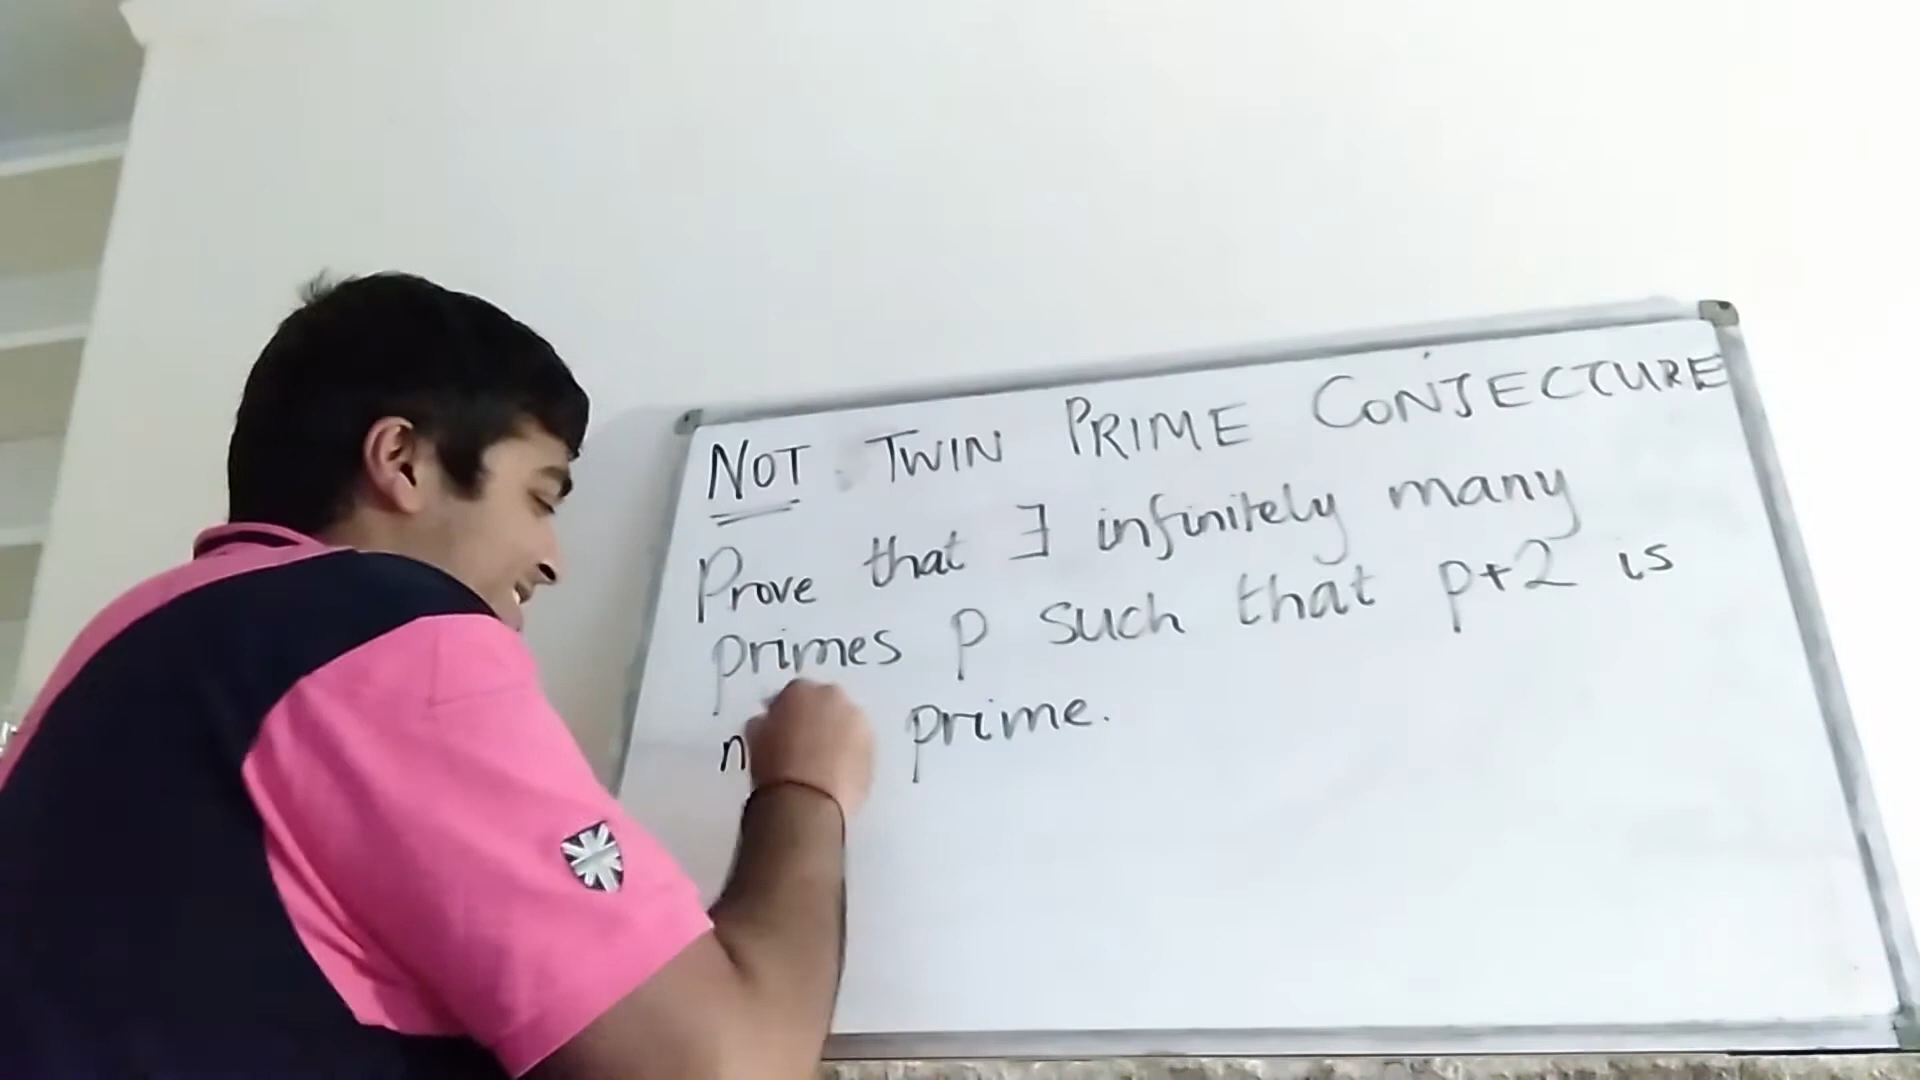 NOT TWIN PRIME CONJECTURE
Prove that ∃ infinitely many
primes p such that p+2 is
prime.